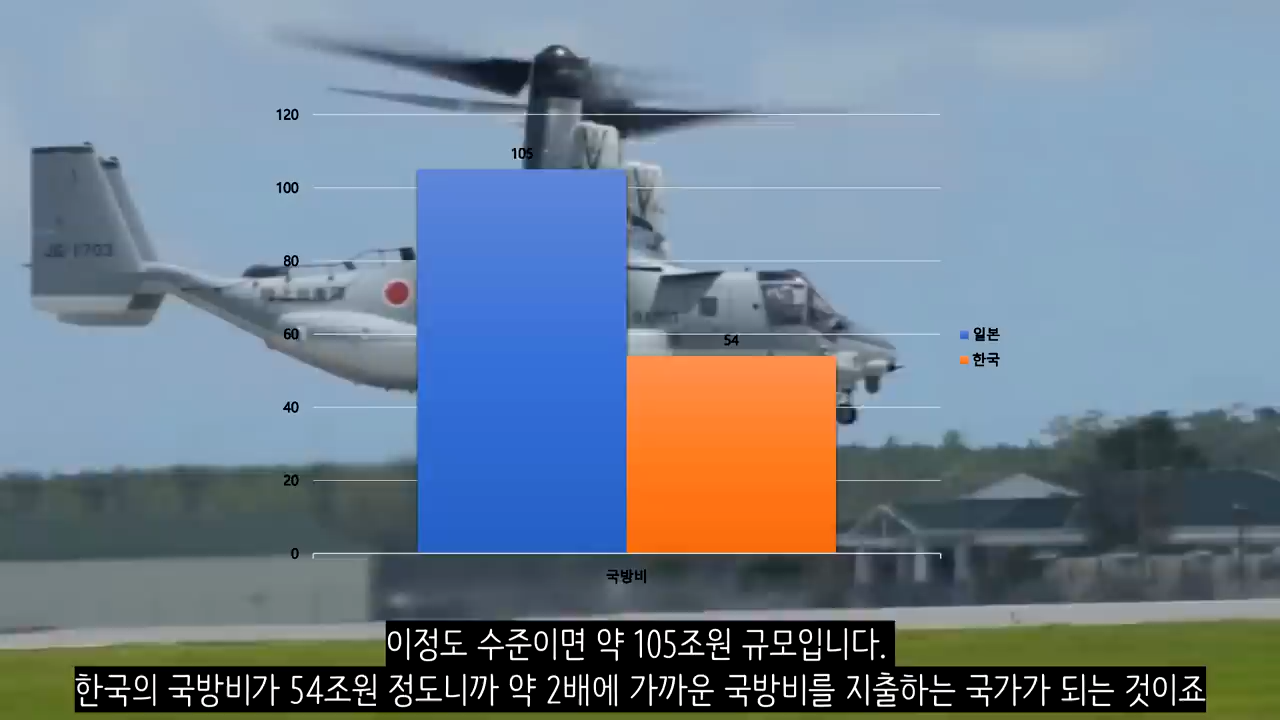 120
105
100
JG-1703
80
60
54
일본
한국
40
20
0
국방비
이정도 수준이면 약 105조원 규모입니다.
한국의 국방비가 54조원 정도니까 약 2배에 가까운 국방비를 지출하는 국가가 되는 것이죠